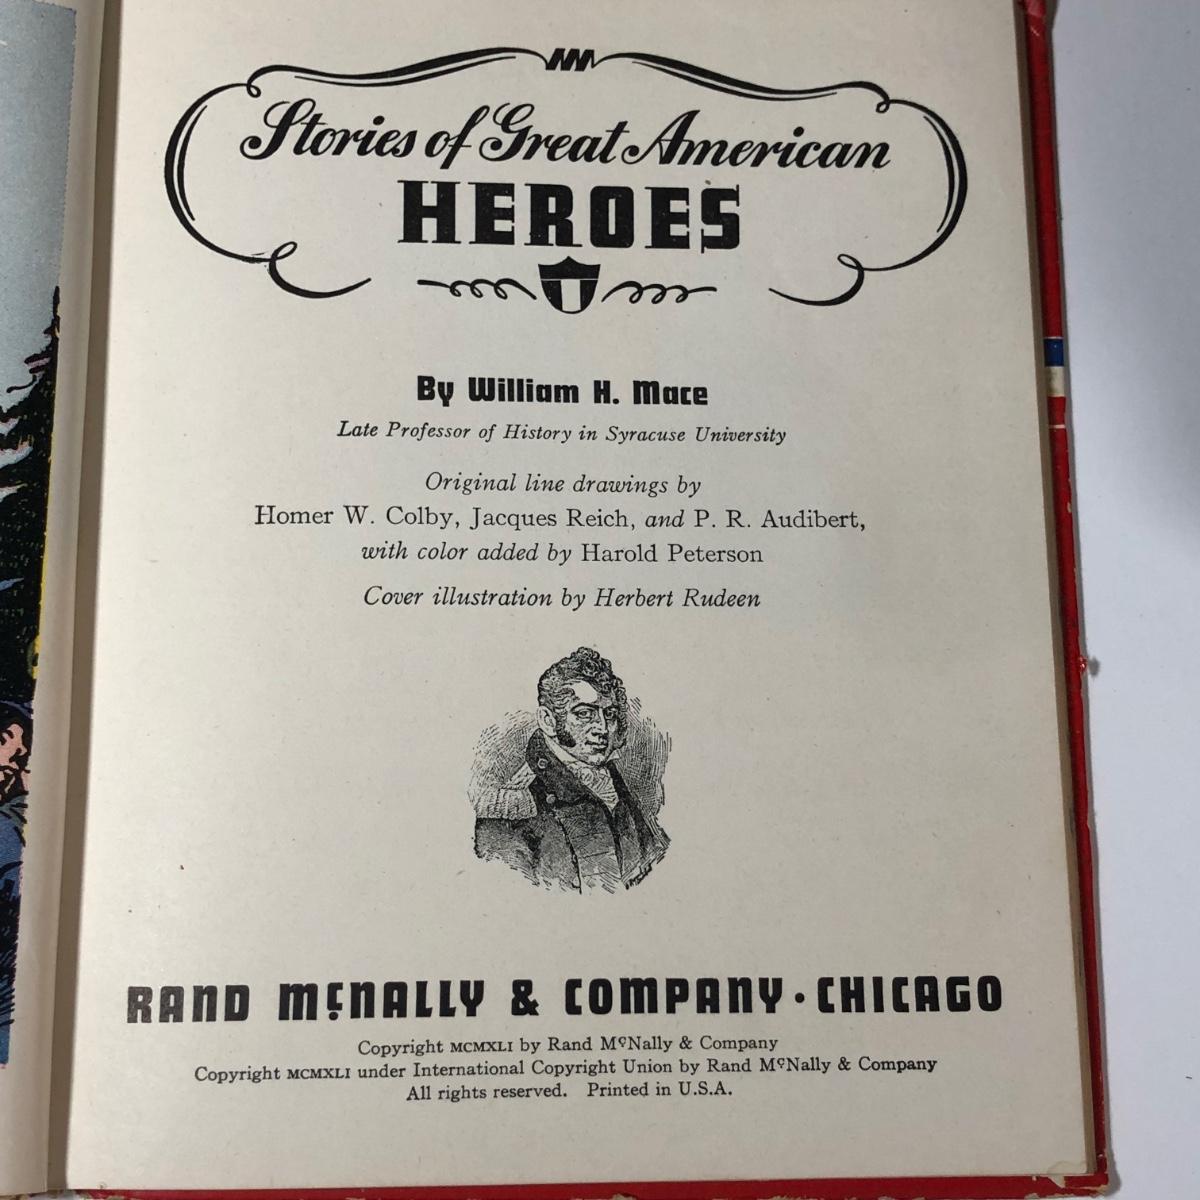 Stories of Great American
HEROES
By William H. Mace
Late Professor of History in Syracuse University
Original line drawings by
Homer W. Colby, Jacques Reich, and P. R. Audibert,
with color added by Harold Peterson
Cover illustration by Herbert Rudeen
RAND McNALLY & COMPANY · CHICAGO
Copyright MCMXLI by Rand McNally & Company
Copyright MCMXLI under International Copyright Union by Rand McNally & Company
All rights reserved. Printed in U.S.A.